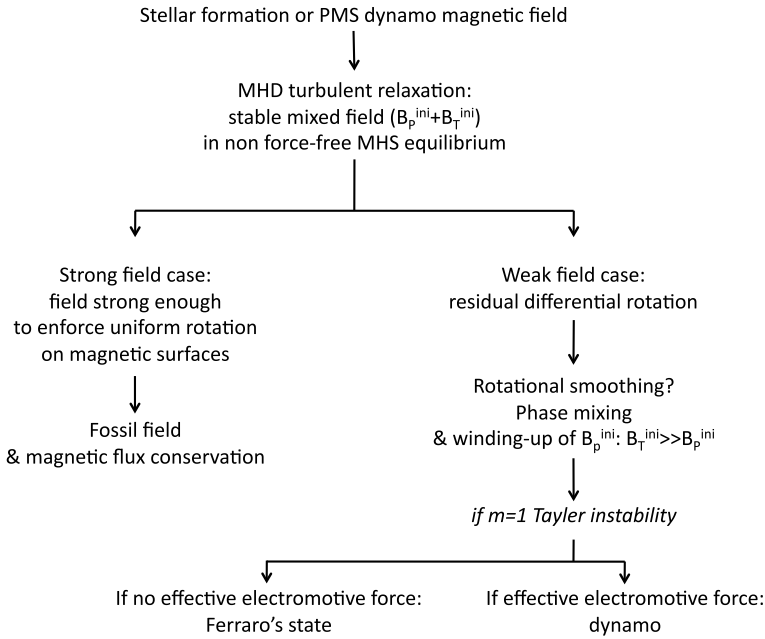 Stellar formation or PMS dynamo magnetic field
MHD turbulent relaxation:
stable mixed field (B_P^ini+B_T^ini)
in non force-free MHS equilibrium
Strong field case:
field strong enough
to enforce uniform rotation
on magnetic surfaces
Fossil field
& magnetic flux conservation
Weak field case:
residual differential rotation
Rotational smoothing?
Phase mixing
& winding-up of B_p^ini: B_T^ini>>B_P^ini
if m=1 Tayler instability
If no effective electromotive force:
Ferraro's state
If effective electromotive force:
dynamo